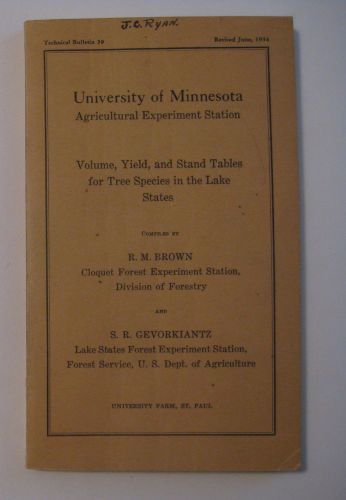 J.C. RYAN.
Technical Bulletin 39 Revised June, 1934
University of Minnesota
Agricultural Experiment Station
Volume, Yield, and Stand Tables
for Tree Species in the Lake
States
COMPILED BY
R. M. BROWN
Cloquet Forest Experiment Station,
Division of Forestry
AND
S. R. GEVORKIANTZ
Lake States Forest Experiment Station,
Forest Service, U. S. Dept. of Agriculture
UNIVERSITY FARM, ST. PAUL